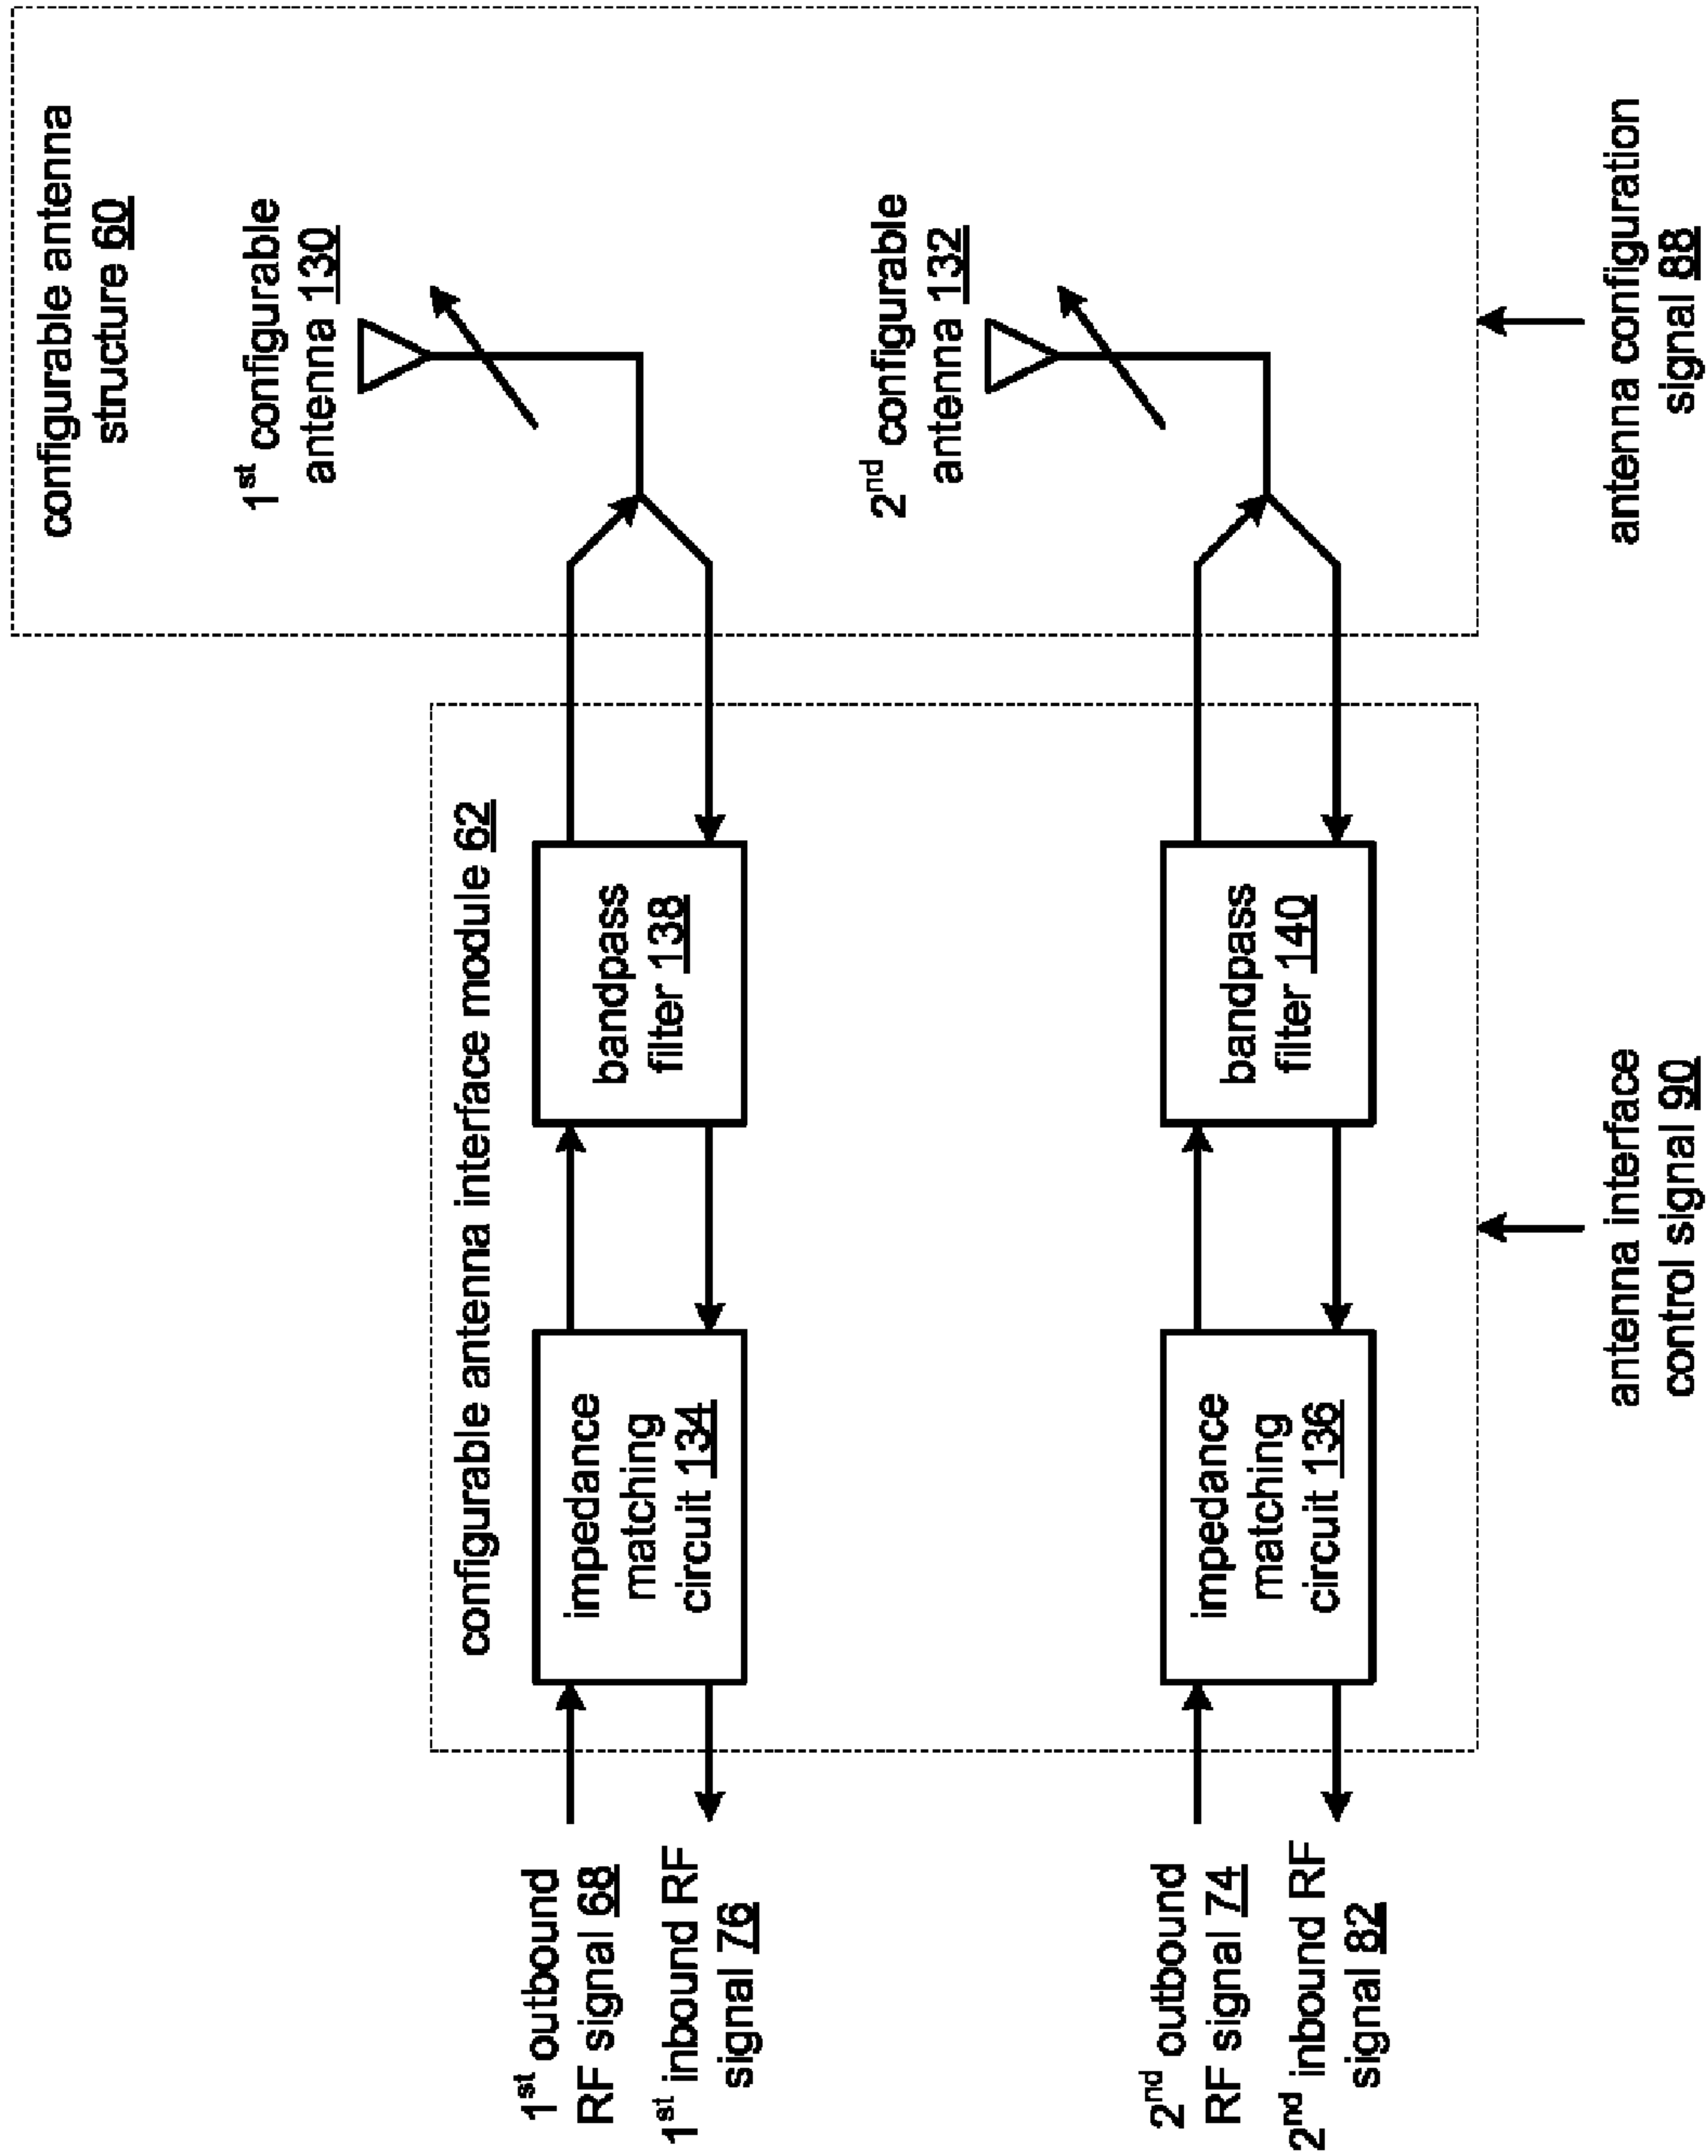 configurable antenna
structure 60
1st configurable
antenna 130
2nd configurable
antenna 132
configurable antenna interface module 62
bandpass
filter 138
bandpass
filter 140
impedance
matching
circuit 134
impedance
matching
circuit 136
1st outbound
RF signal 68
1st inbound RF
signal 76
2nd outbound
RF signal 74
2nd inbound RF
signal 82
antenna interface
control signal 90
antenna configuration
signal 88